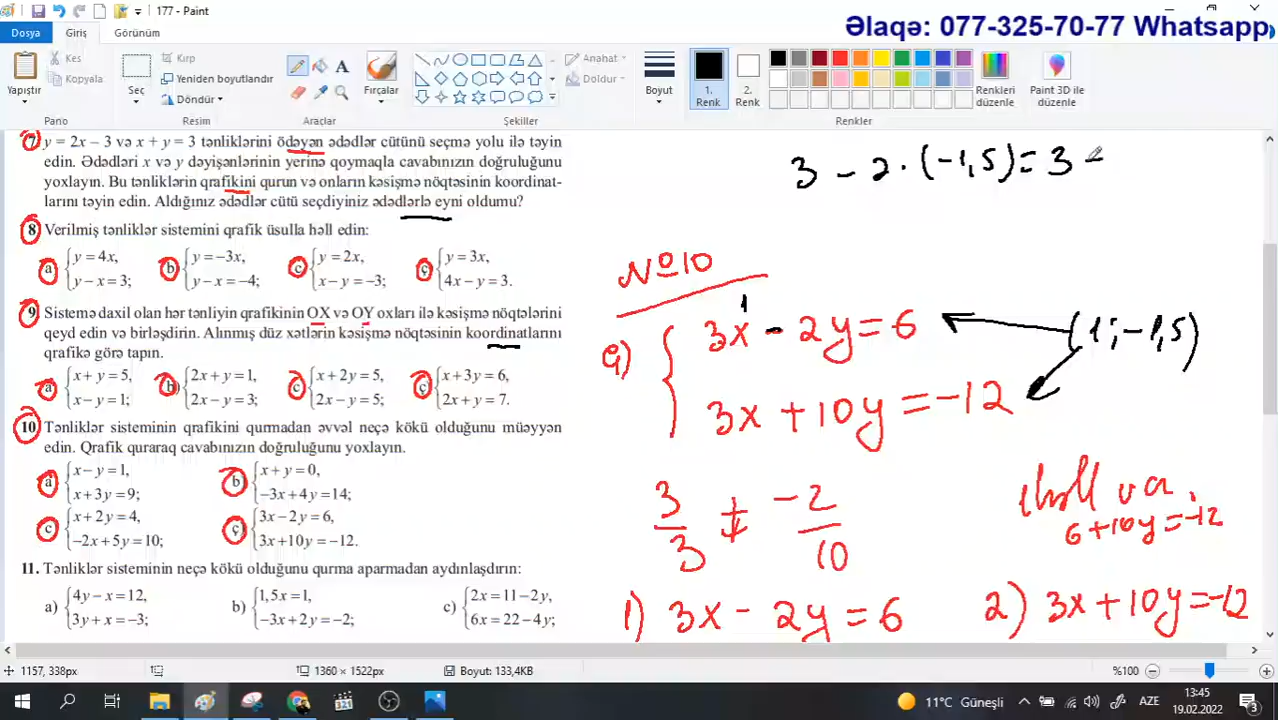 177 - Paint
Əlaqə: 077-325-70-77 Whatsapp
Dosya Giriş Görünüm
Yapıştır Kes Kopyala Seç Kırp Yeniden boyutlandır Döndür Fırçalar Anahat Doldur Boyut 1. Renk 2. Renk Renkleri düzenle Paint 3D ile düzenle
Pano Resim Araçlar Şekiller Renkler
7 y = 2x – 3 və x + y = 3 tənliklərini ödəyən ədədlər cütünü seçmə yolu ilə təyin
edin. Ədədləri x və y dəyişənlərinin yerinə qoymaqla cavabınızın doğruluğunu
yoxlayın. Bu tənliklərin qrafikini qurun və onların kəsişmə nöqtəsinin koordinat-
larını təyin edin. Aldığınız ədədlər cütü seçdiyiniz ədədlərlə eyni oldumu?
8 Verilmiş tənliklər sistemini qrafik üsulla həll edin:
a y = 4x, b y = –3x, c y = 2x, ç y = 3x,
y – x = 3; y – x = –4; x – y = –3; 4x – y = 3.
9 Sistemə daxil olan hər tənliyin qrafikinin OX və OY oxları ilə kəsişmə nöqtələrini
qeyd edin və birləşdirin. Alınmış düz xətlərin kəsişmə nöqtəsinin koordinatlarını
qrafikə görə tapın.
a x + y = 5, b) 2x + y = 1, c x + 2y = 5, ç x + 3y = 6,
x – y = 1; 2x – y = 3; 2x – y = 5; 2x + y = 7.
10 Tənliklər sisteminin qrafikini qurmadan əvvəl neçə kökü olduğunu müəyyən
edin. Qrafik quraraq cavabınızın doğruluğunu yoxlayın.
a x – y = 1, b x + y = 0,
x + 3y = 9; –3x + 4y = 14;
c x + 2y = 4, ç 3x – 2y = 6,
–2x + 5y = 10; 3x + 10y = –12.
11. Tənliklər sisteminin neçə kökü olduğunu qurma aparmadan aydınlaşdırın:
a) 4y – x = 12, b) 1,5x = 1, c) 2x = 11 – 2y,
3y + x = –3; –3x + 2y = –2; 6x = 22 – 4y;
3 – 2 · (–1,5) = 3
№10
1
ç) 3x – 2y = 6 (1; –1,5)
3x + 10y = –12
3/3 ≠ –2/10
1 həll var
6 + 10y = –12
1) 3x – 2y = 6 2) 3x + 10y = –12
1157, 338px 1360 × 1522px Boyut: 133,4KB %100
11°C Güneşli AZE 13:45
19.02.2022 3